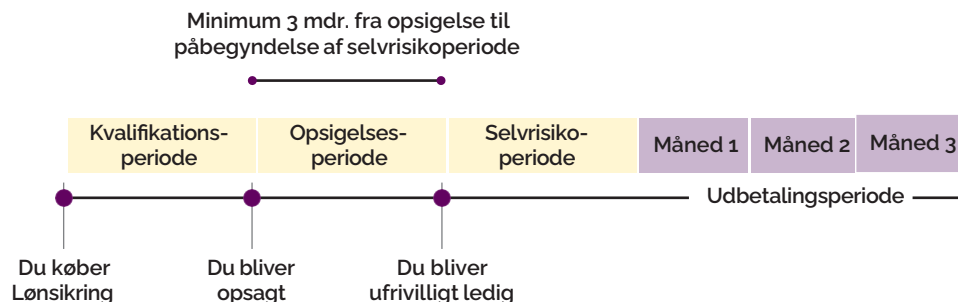 Minimum 3 mdr. fra opsigelse til
påbegyndelse af selvrisikoperiode
Kvalifikations-
periode
Opsigelses-
periode
Selvrisiko-
periode
Måned 1
Måned 2
Måned 3
Udbetalingsperiode
Du køber
Lønsikring
Du bliver
opsagt
Du bliver
ufrivilligt ledig